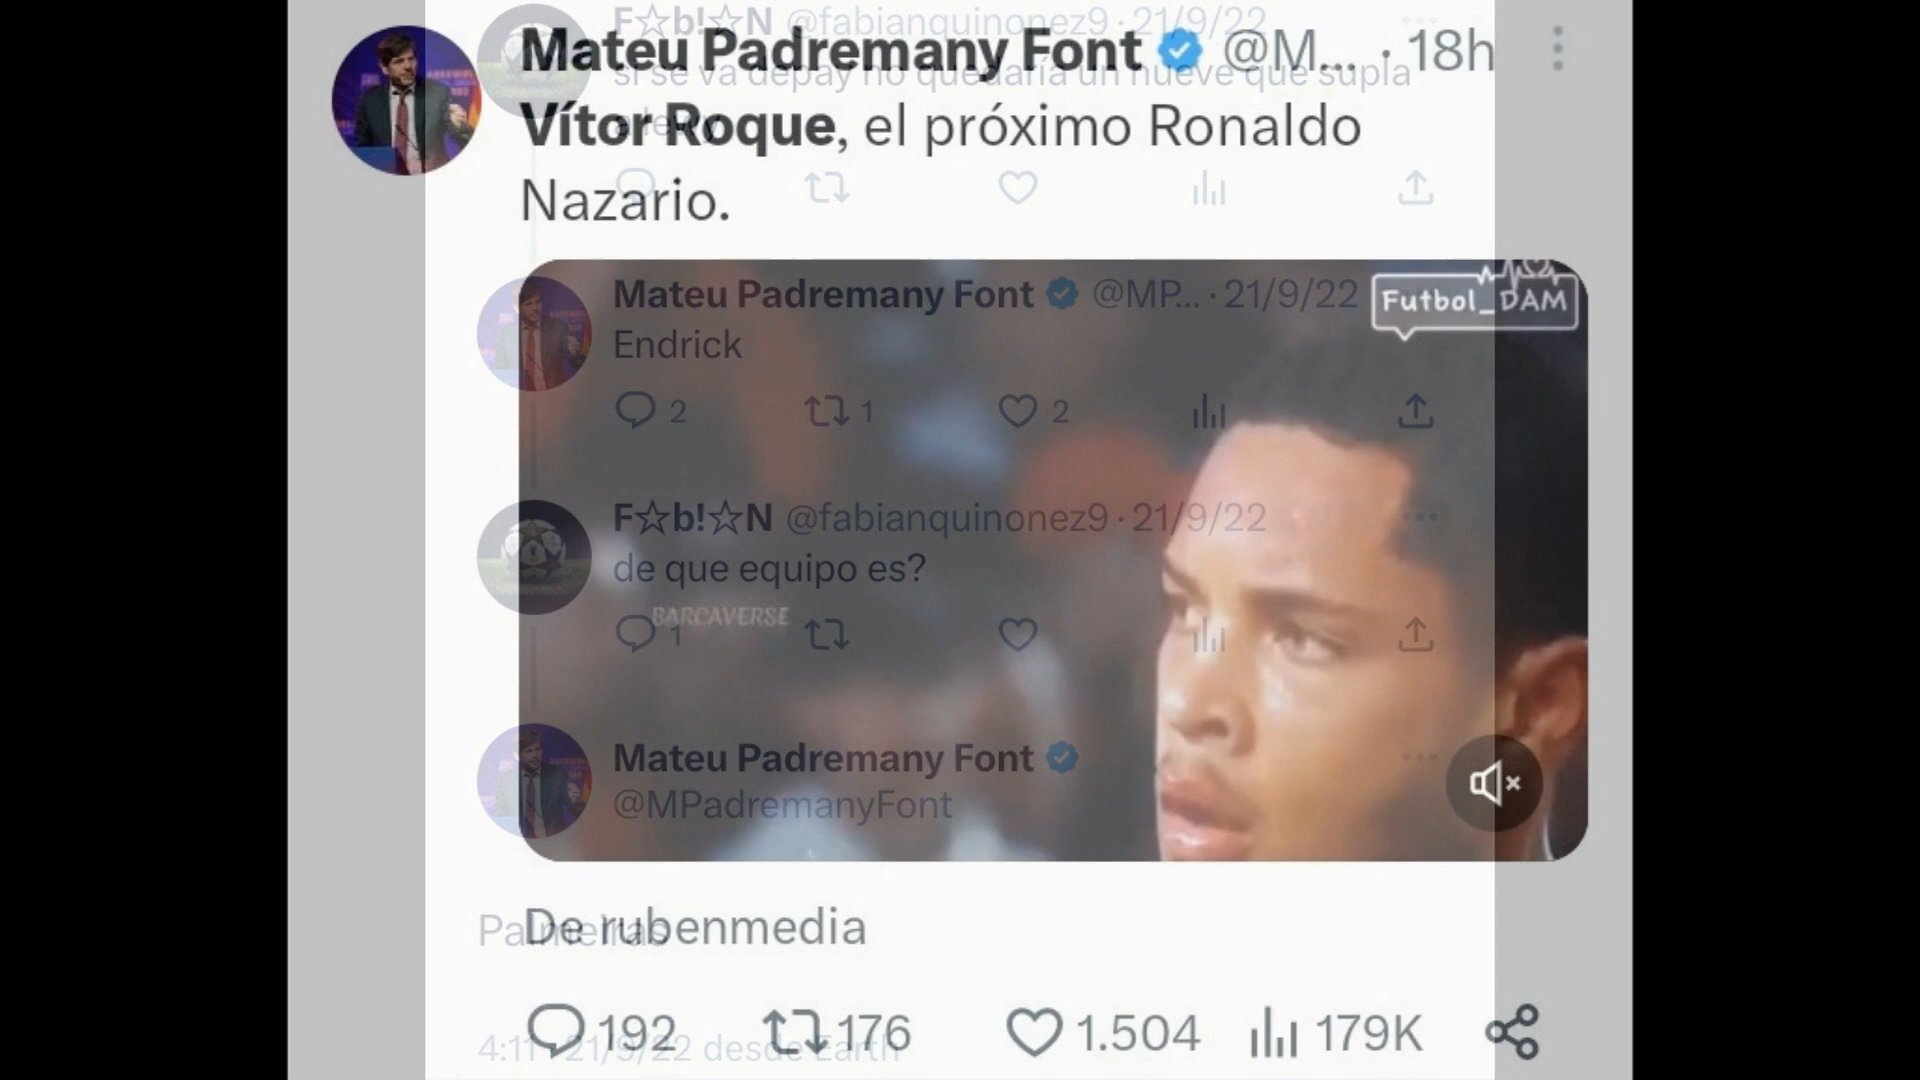 Mateu Padremany Font @M... · 18h
Vítor Roque, el próximo Ronaldo
Nazario.
Futbol_DAM
BARCAVERSE
De rubenmedia
192 176 1.504 179K
F☆b!☆N @fabianquinonez9 · 21/9/22
si se va depay no quedaría un nueve que supla
a lewy
Mateu Padremany Font @MP... · 21/9/22
Endrick
2 1 2
F☆b!☆N @fabianquinonez9 · 21/9/22
de que equipo es?
1
Mateu Padremany Font
@MPadremanyFont
Palmeiras
4:11 · 21/9/22 desde Earth